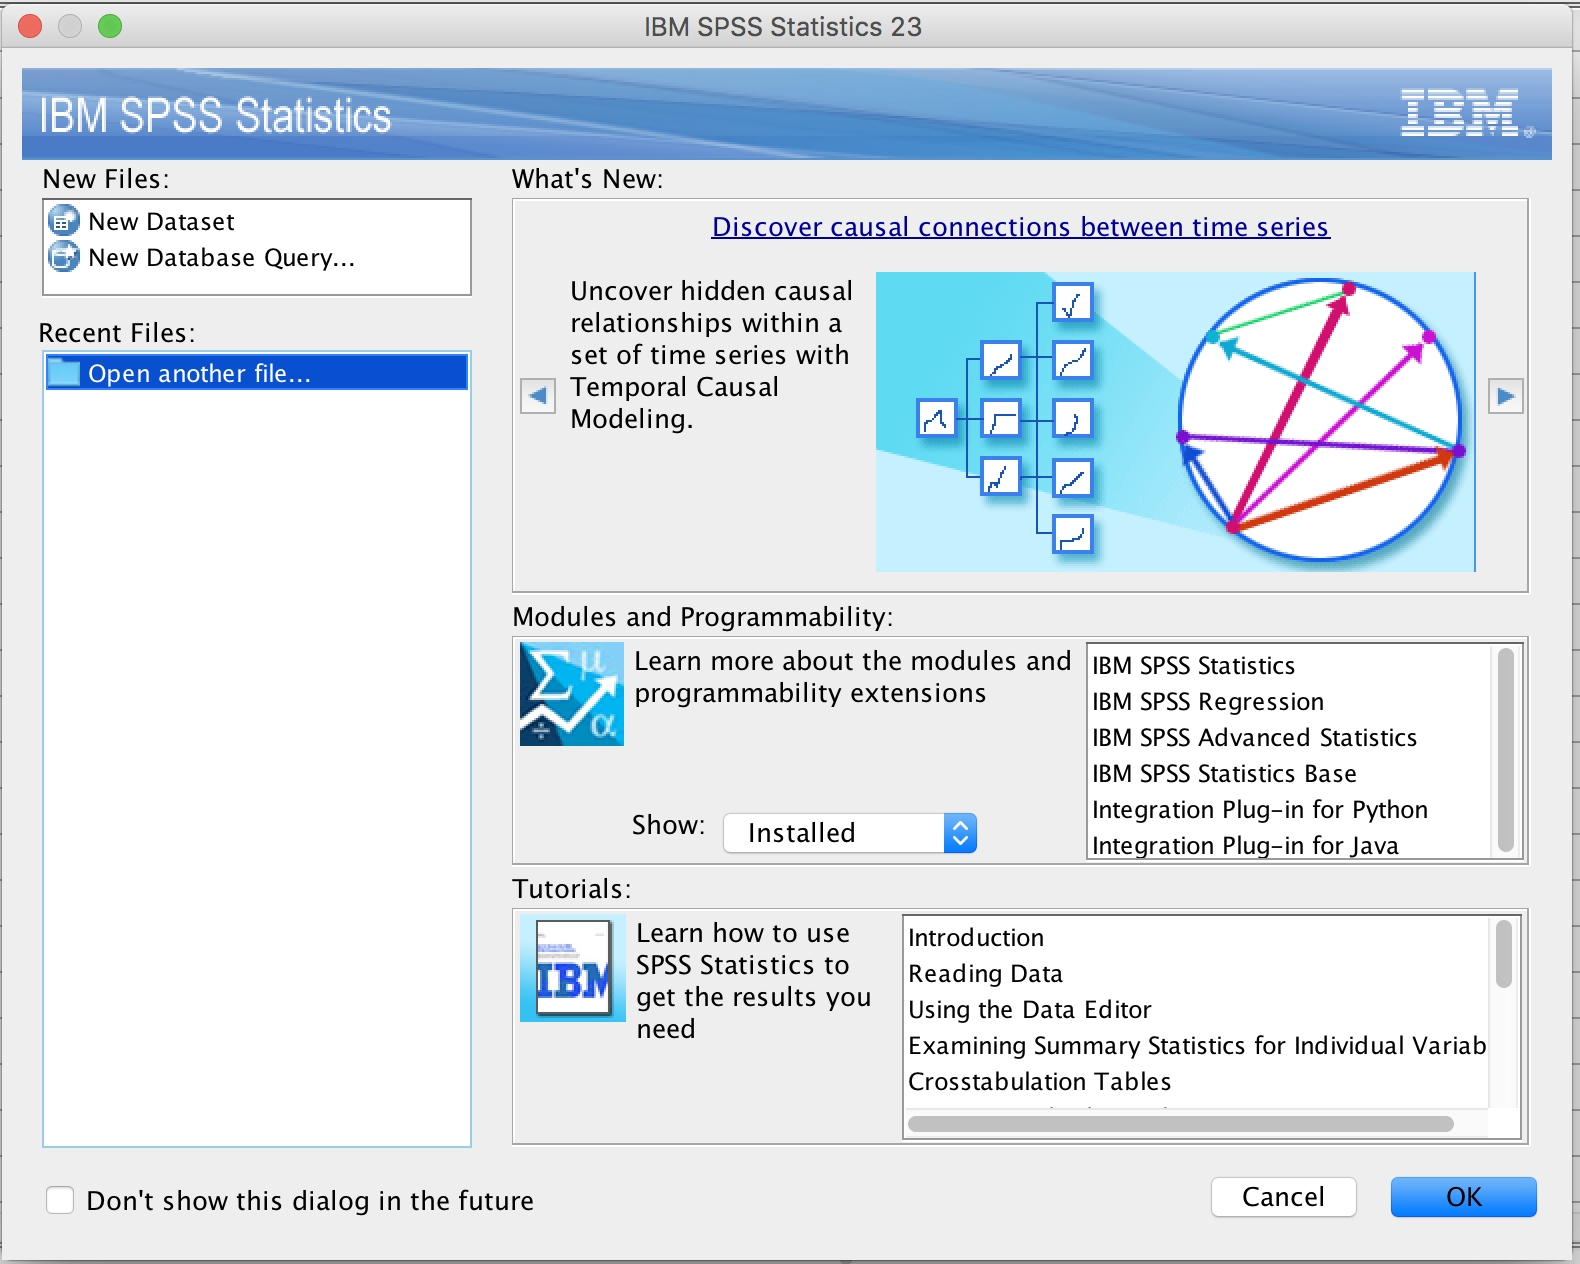 IBM SPSS Statistics 23
IBM SPSS Statistics
IBM
New Files:
New Dataset
New Database Query...
Recent Files:
Open another file...
What's New:
Discover causal connections between time series
Uncover hidden causal
relationships within a
set of time series with
Temporal Causal
Modeling.
Modules and Programmability:
Σ μ
÷ α
Learn more about the modules and
programmability extensions
Show:
Installed
IBM SPSS Statistics
IBM SPSS Regression
IBM SPSS Advanced Statistics
IBM SPSS Statistics Base
Integration Plug-in for Python
Integration Plug-in for Java
Tutorials:
IBM
Learn how to use
SPSS Statistics to
get the results you
need
Introduction
Reading Data
Using the Data Editor
Examining Summary Statistics for Individual Variab
Crosstabulation Tables
Don't show this dialog in the future
Cancel
OK